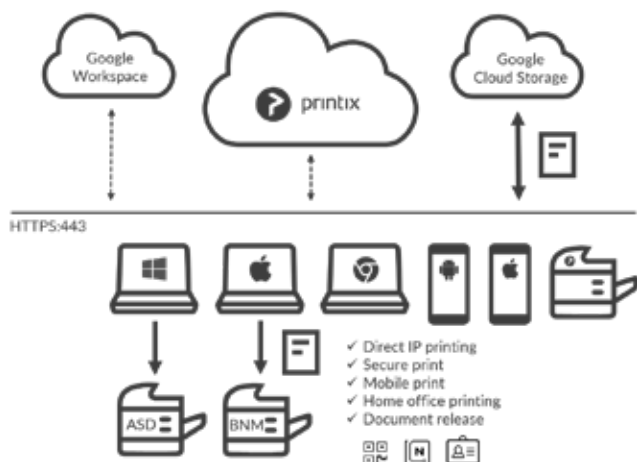 Google
Workspace
printix
Google
Cloud Storage
HTTPS:443
✓ Direct IP printing
✓ Secure print
✓ Mobile print
✓ Home office printing
✓ Document release
ASD
BNM
N